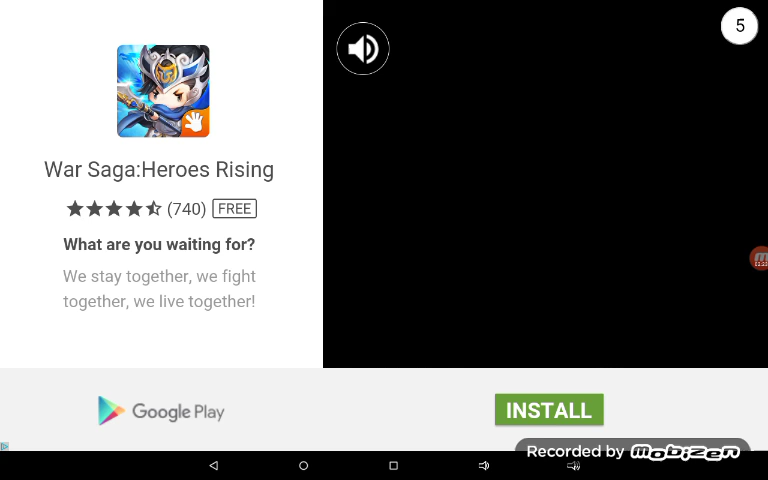 5
War Saga:Heroes Rising
(740) FREE
What are you waiting for?
We stay together, we fight
together, we live together!
Google Play
INSTALL
Recorded by mobizen